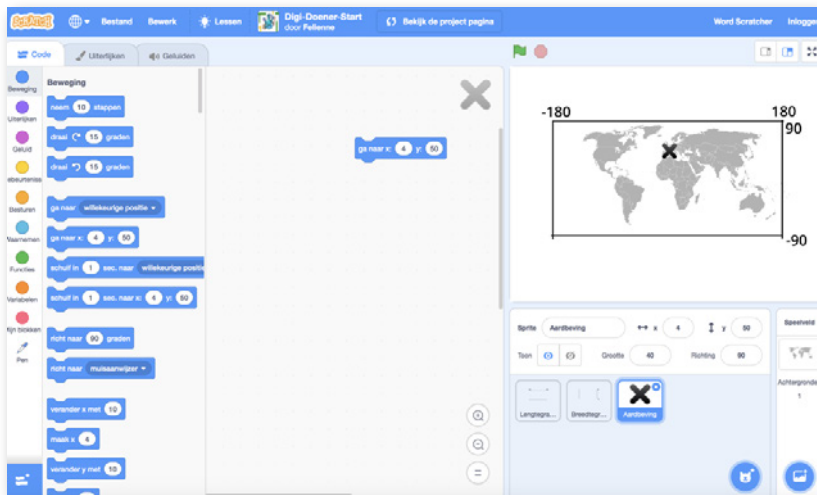 SCRATCH
Bestand
Bewerk
Lessen
Digi-Doener-Start
door Felienne
Bekijk de project pagina
Word Scratcher
Inloggen
Code
Uiterlijken
Geluiden
Beweging
Uiterlijken
Geluid
ebeurtenisse
Besturen
Waarnemen
Functies
Variabelen
Mijn blokken
Pen
Beweging
neem 10 stappen
draai 15 graden
draai 15 graden
ga naar willekeurige positie
ga naar x: 4 y: 50
schuif in 1 sec. naar willekeurige positie
schuif in 1 sec. naar x: 4 y: 50
richt naar 90 graden
richt naar muisaanwijzer
verander x met 10
maak x 4
verander y met 10
ga naar x: 4 y: 50
-180
180
90
-90
Sprite Aardbeving x 4 y 50
Toon Grootte 40 Richting 90
Lengtegra...
Breedtegr...
Aardbeving
Speelveld
Achtergronde
1